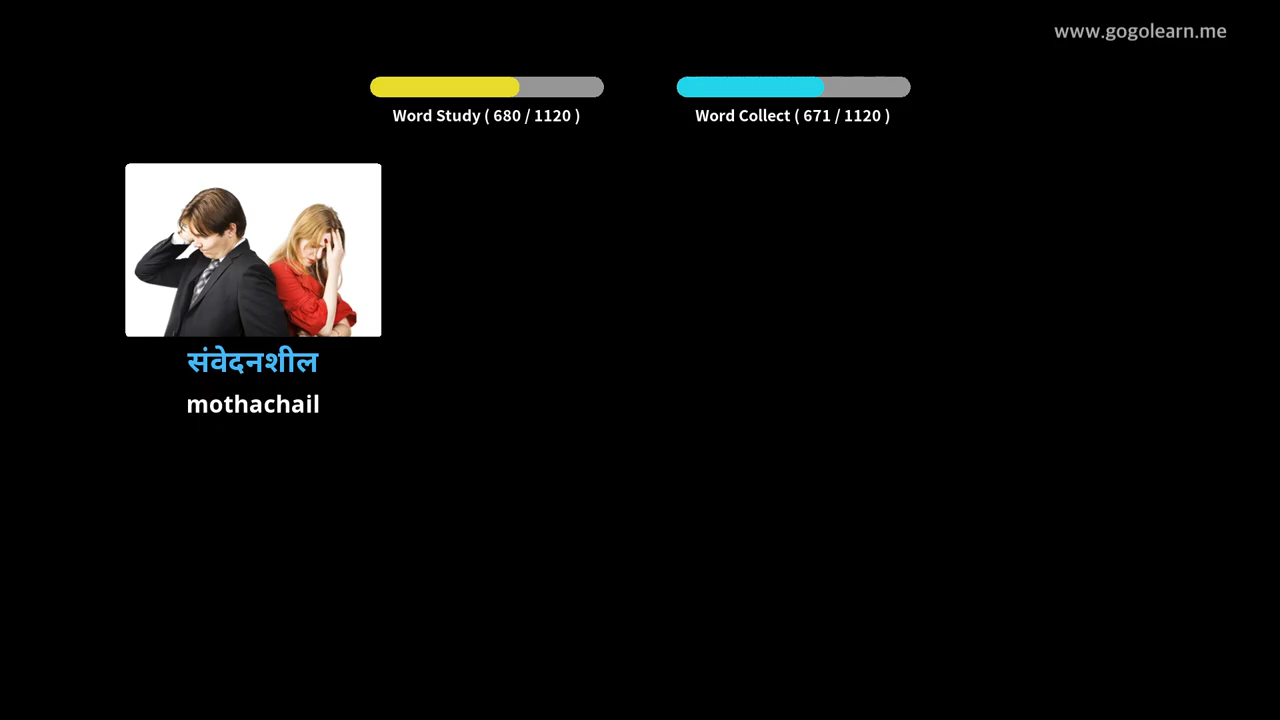 www.gogolearn.me
Word Study ( 680 / 1120 )
Word Collect ( 671 / 1120 )
संवेदनशील
mothachail